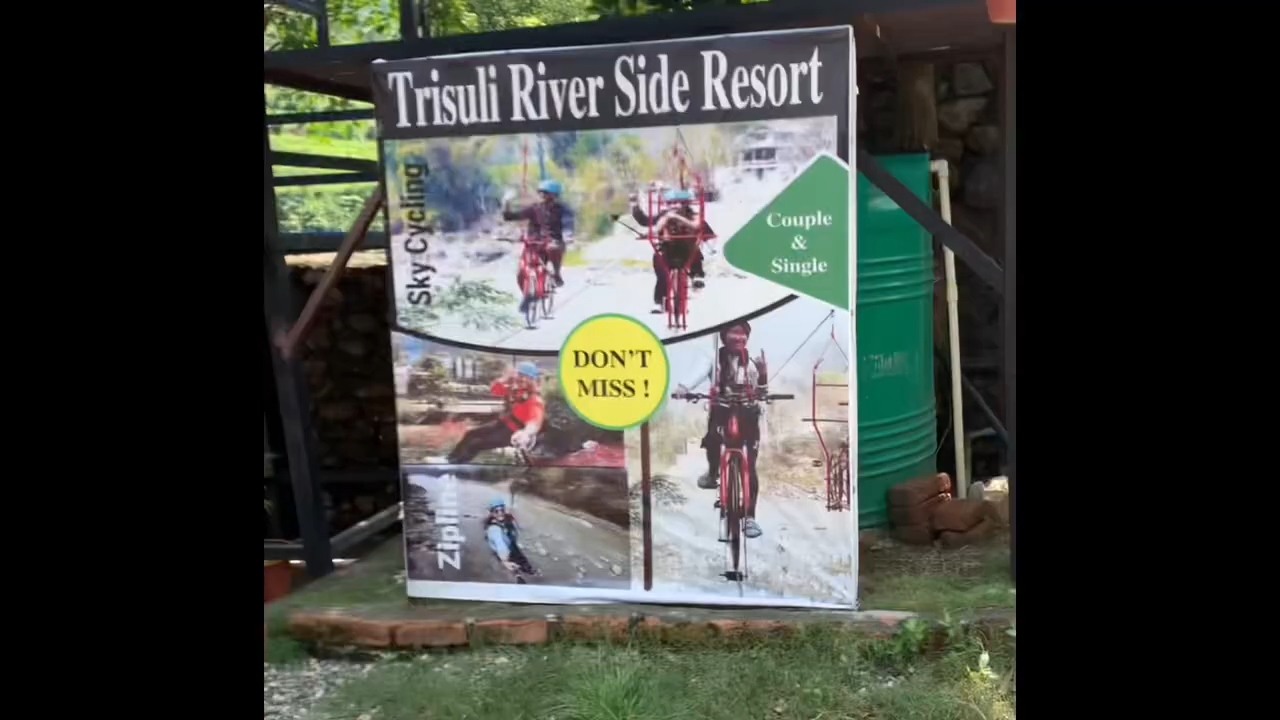 Trisuli River Side Resort
Sky Cycling
Couple
&
Single
DON'T
MISS !
Zipline